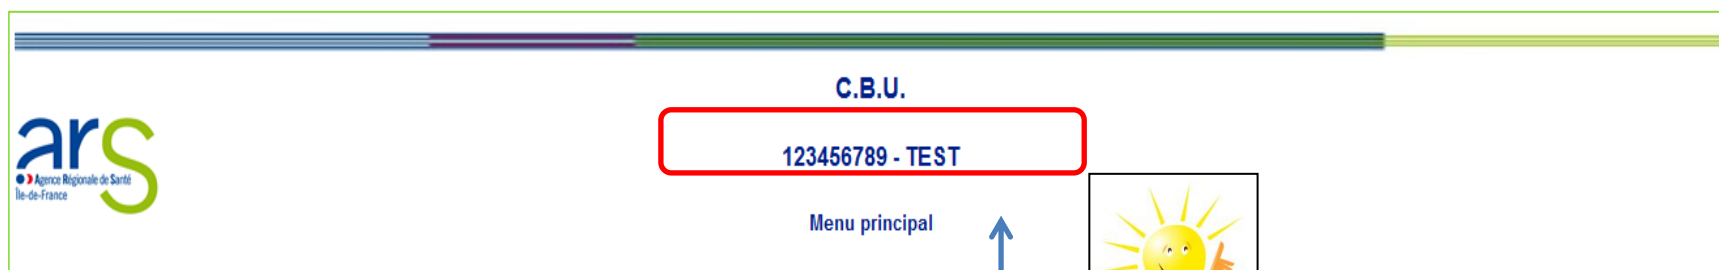 C.B.U.
ars
Agence Régionale de Santé
Île-de-France
123456789 - TEST
Menu principal